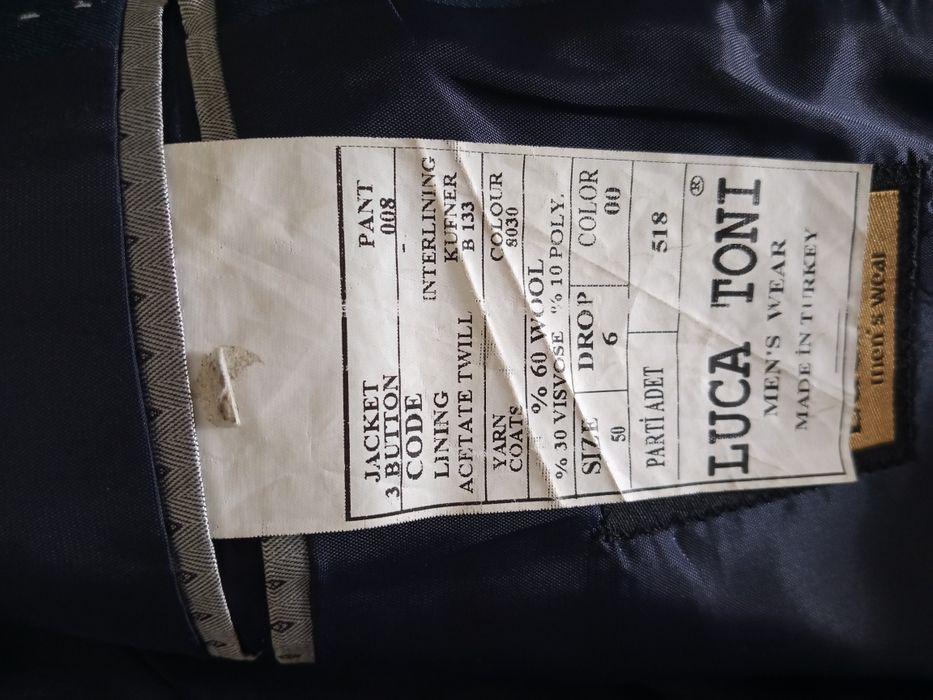 JACKET PANT
3 BUTTON 008
CODE -
LINING INTERLINING
ACETATE TWILL KUFNER
B 133
YARN COLOUR
COATS 8030
% 60 WOOL
% 30 VISVOSE % 10 POLY.
SIZE DROP COLOR
50 6 00
PARTİ ADET 518
LUCA TONI ®
MEN'S WEAR
MADE İN TURKEY
men's wear